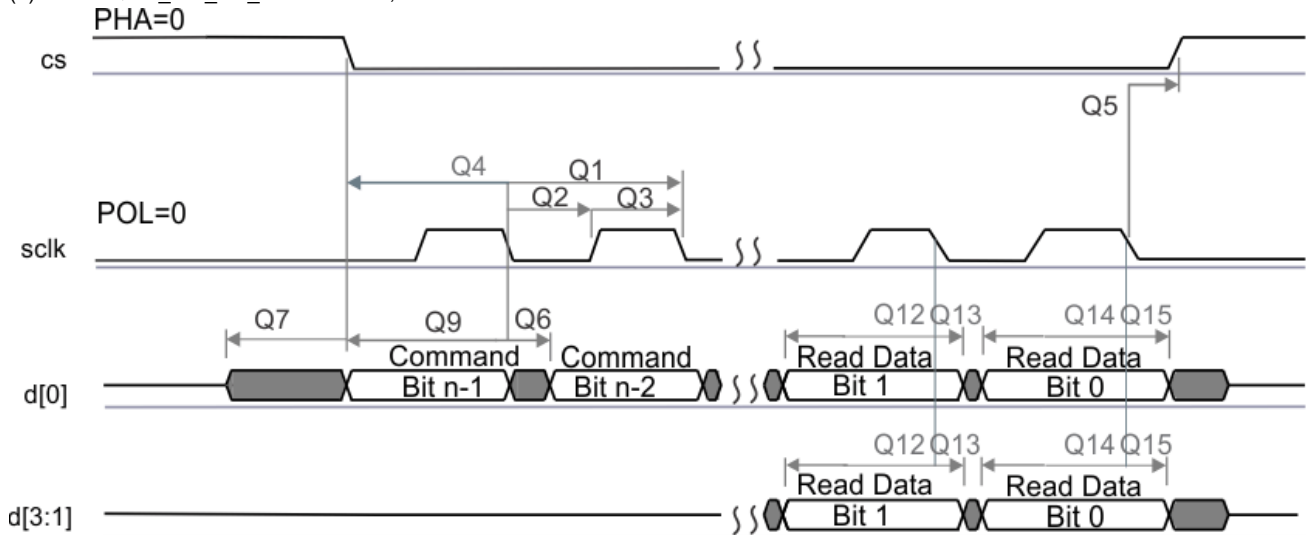 PHA=0
cs
Q5
Q4 Q1
Q2 Q3
POL=0
sclk
Q7 Q9 Q6 Q12 Q13 Q14 Q15
Command Command Read Data Read Data
d[0] Bit n-1 Bit n-2 Bit 1 Bit 0
Q12 Q13 Q14 Q15
Read Data Read Data
d[3:1] Bit 1 Bit 0